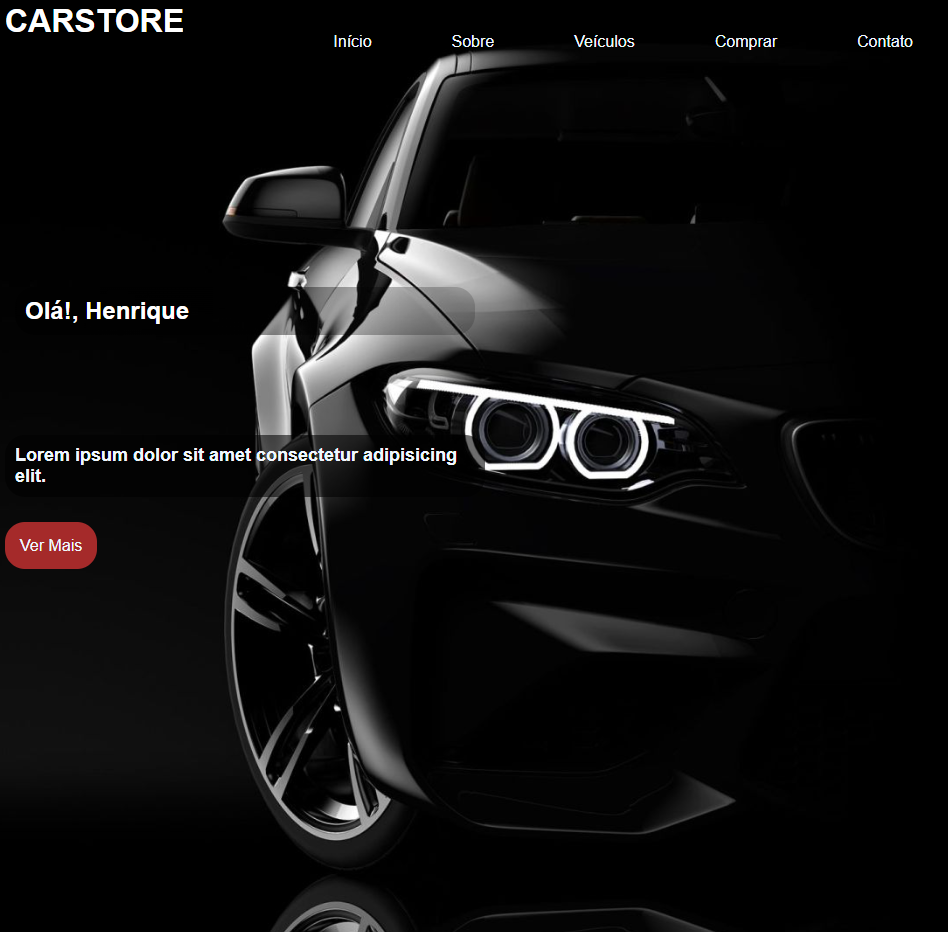 CARSTORE
Início
Sobre
Veículos
Comprar
Contato
Olá!, Henrique
Lorem ipsum dolor sit amet consectetur adipisicing
elit.
Ver Mais